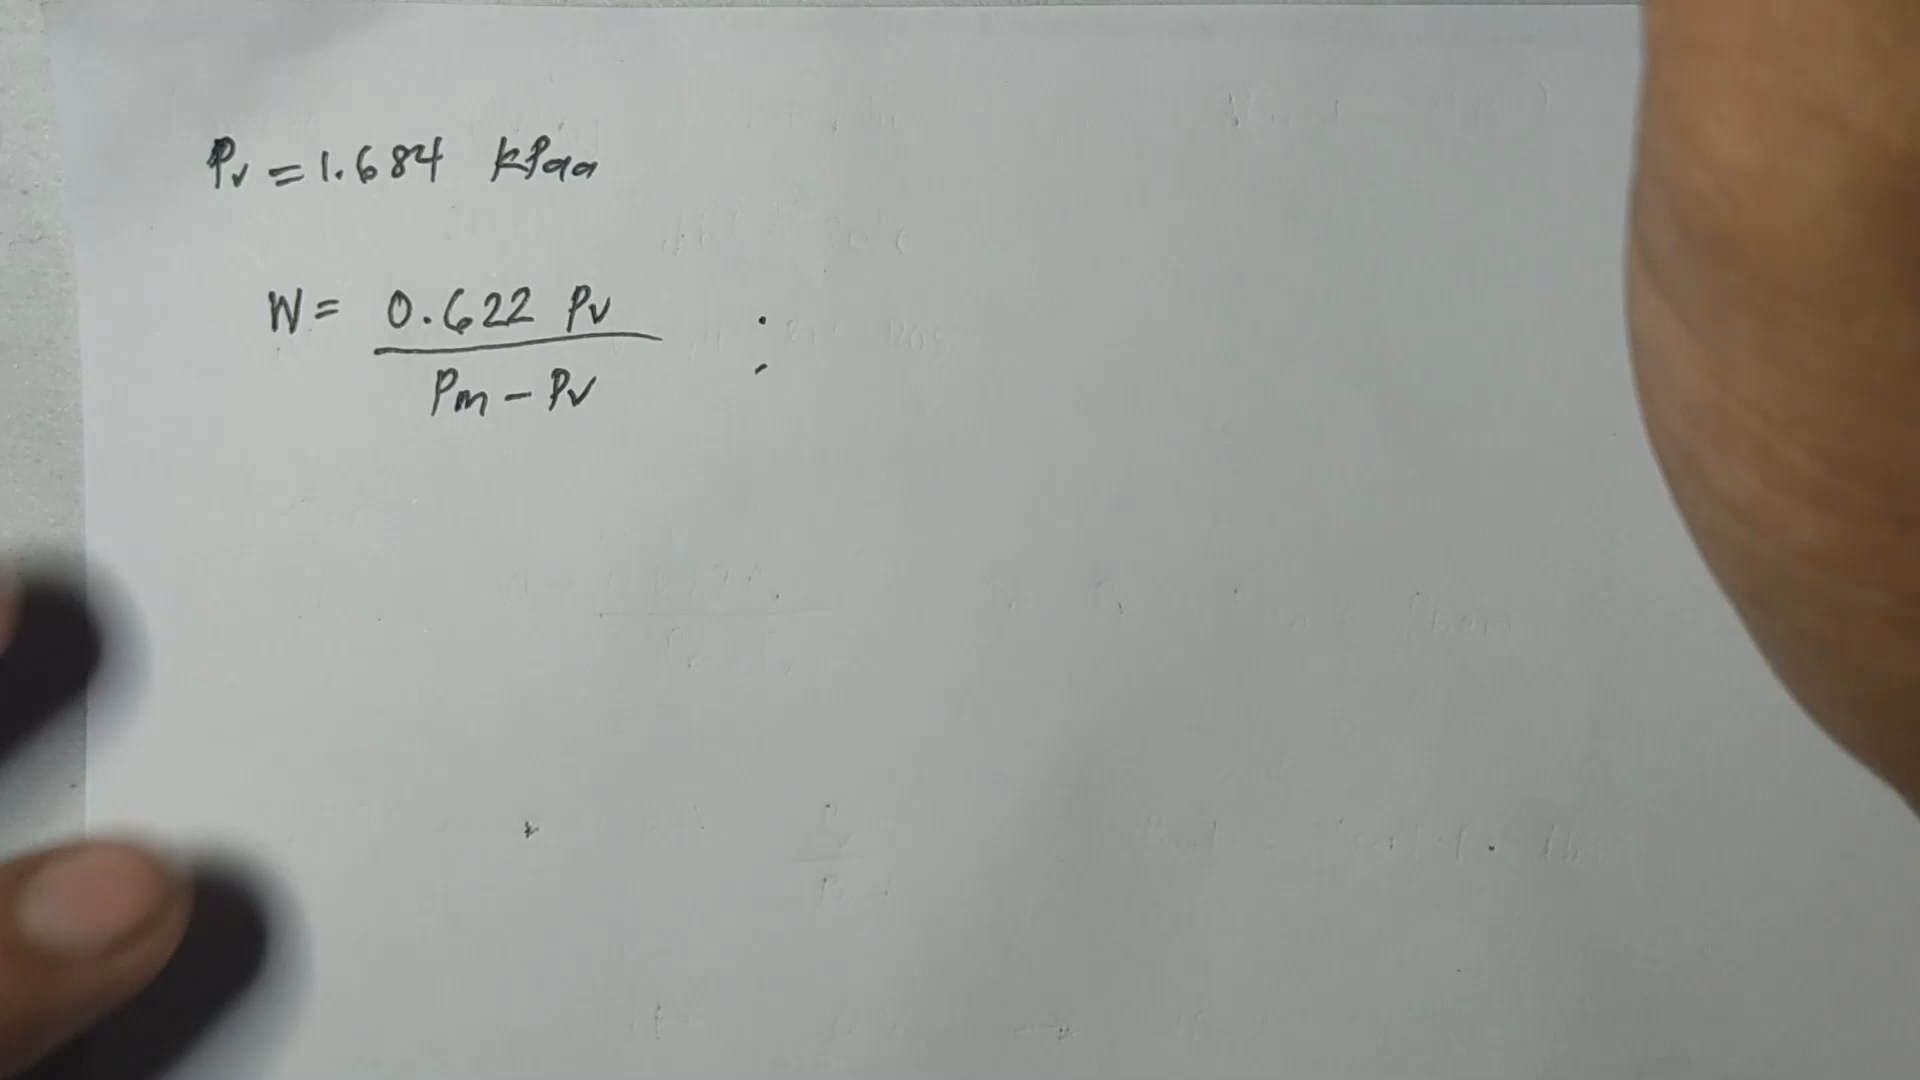 Pv = 1.684 kPaa
W = 0.622 Pv :
Pm - Pv